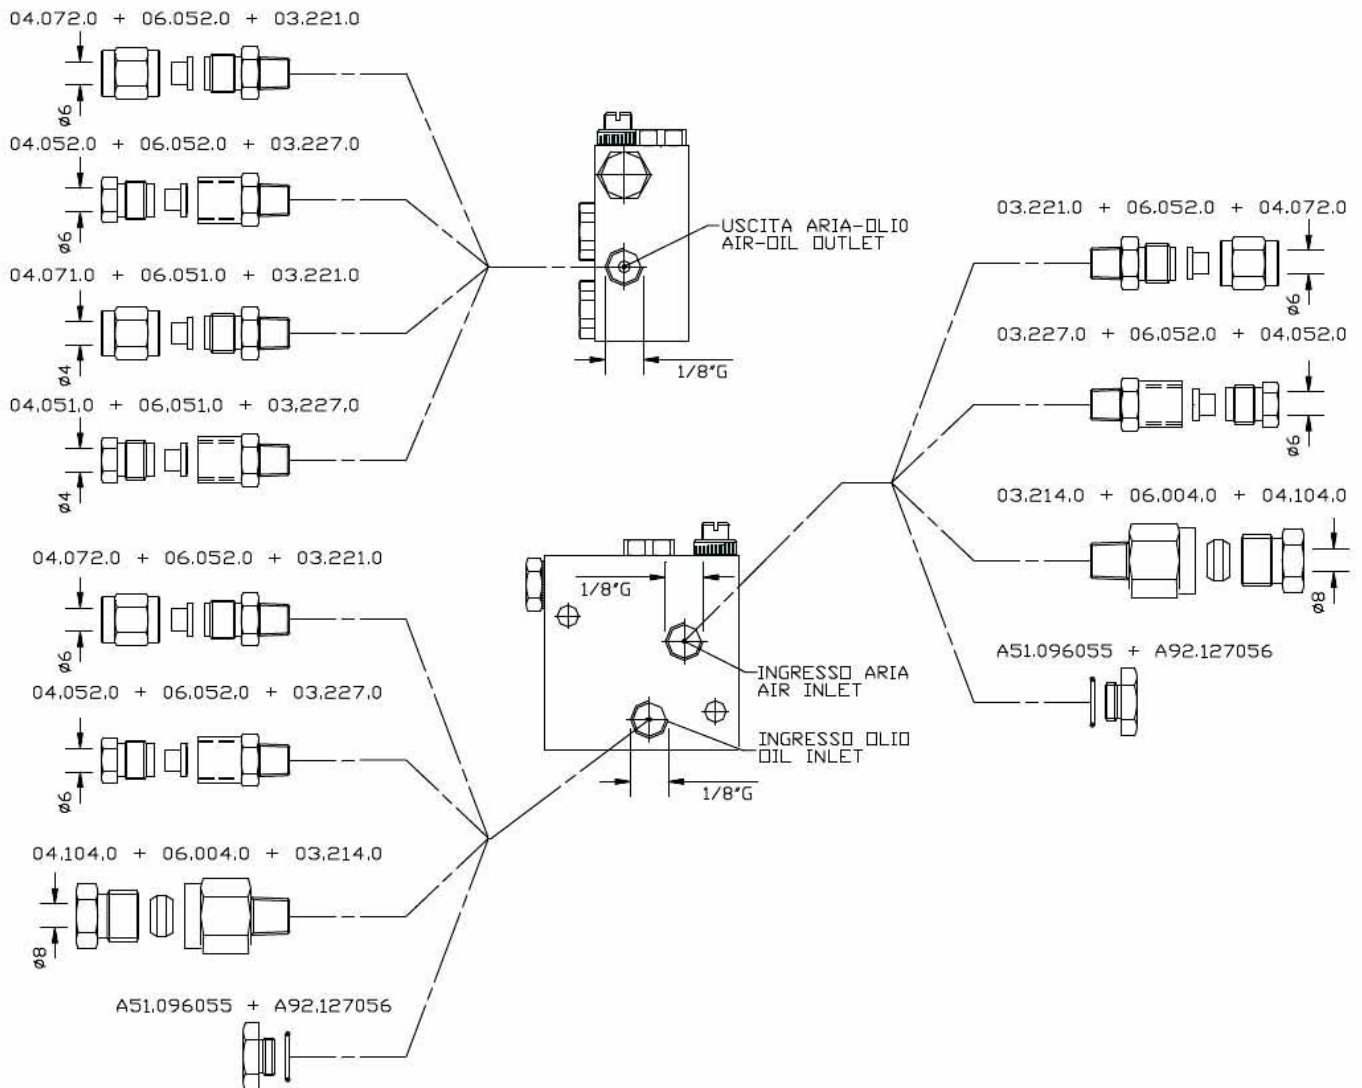 04.072.0 + 06.052.0 + 03.221.0
ø6
04.052.0 + 06.052.0 + 03.227.0
ø6
04.071.0 + 06.051.0 + 03.221.0
ø4
04.051.0 + 06.051.0 + 03.227.0
ø4
USCITA ARIA-OLIO
AIR-OIL OUTLET
1/8"G
03.221.0 + 06.052.0 + 04.072.0
ø6
03.227.0 + 06.052.0 + 04.052.0
ø6
03.214.0 + 06.004.0 + 04.104.0
ø8
A51.096055 + A92.127056
04.072.0 + 06.052.0 + 03.221.0
ø6
04.052.0 + 06.052.0 + 03.227.0
ø6
04.104.0 + 06.004.0 + 03.214.0
ø8
A51.096055 + A92.127056
1/8"G
INGRESSO ARIA
AIR INLET
INGRESSO OLIO
OIL INLET
1/8"G